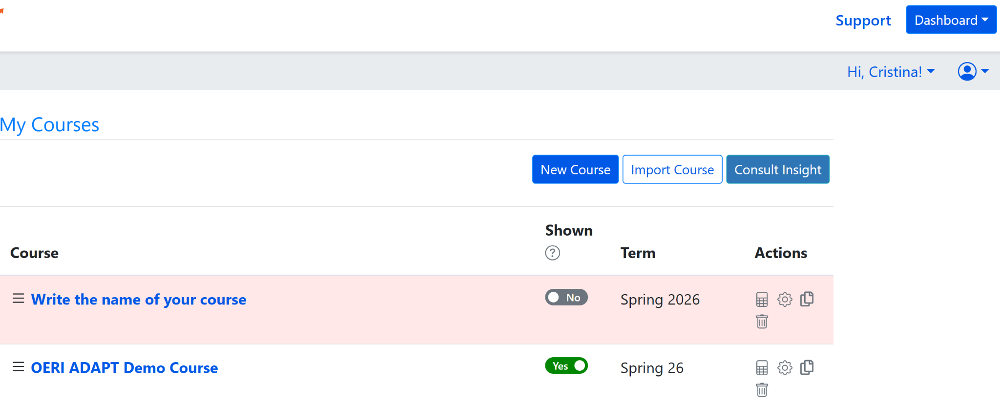 Support Dashboard
Hi, Cristina!
My Courses
New Course Import Course Consult Insight
Shown
Course ? Term Actions
Write the name of your course No Spring 2026
OERI ADAPT Demo Course Yes Spring 26